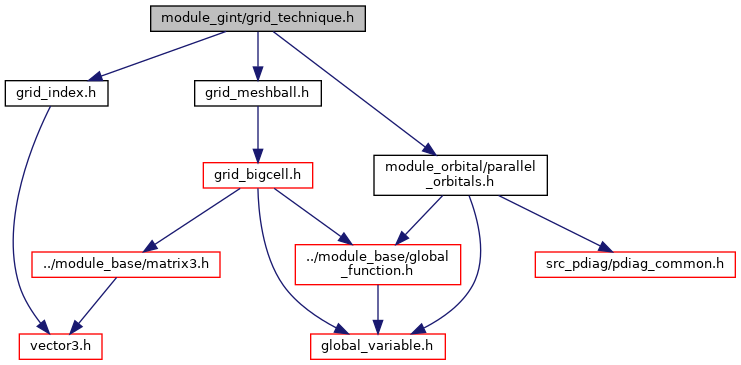 module_gint/grid_technique.h
grid_index.h
grid_meshball.h
module_orbital/parallel
_orbitals.h
grid_bigcell.h
../module_base/matrix3.h
../module_base/global
_function.h
src_pdiag/pdiag_common.h
vector3.h
global_variable.h